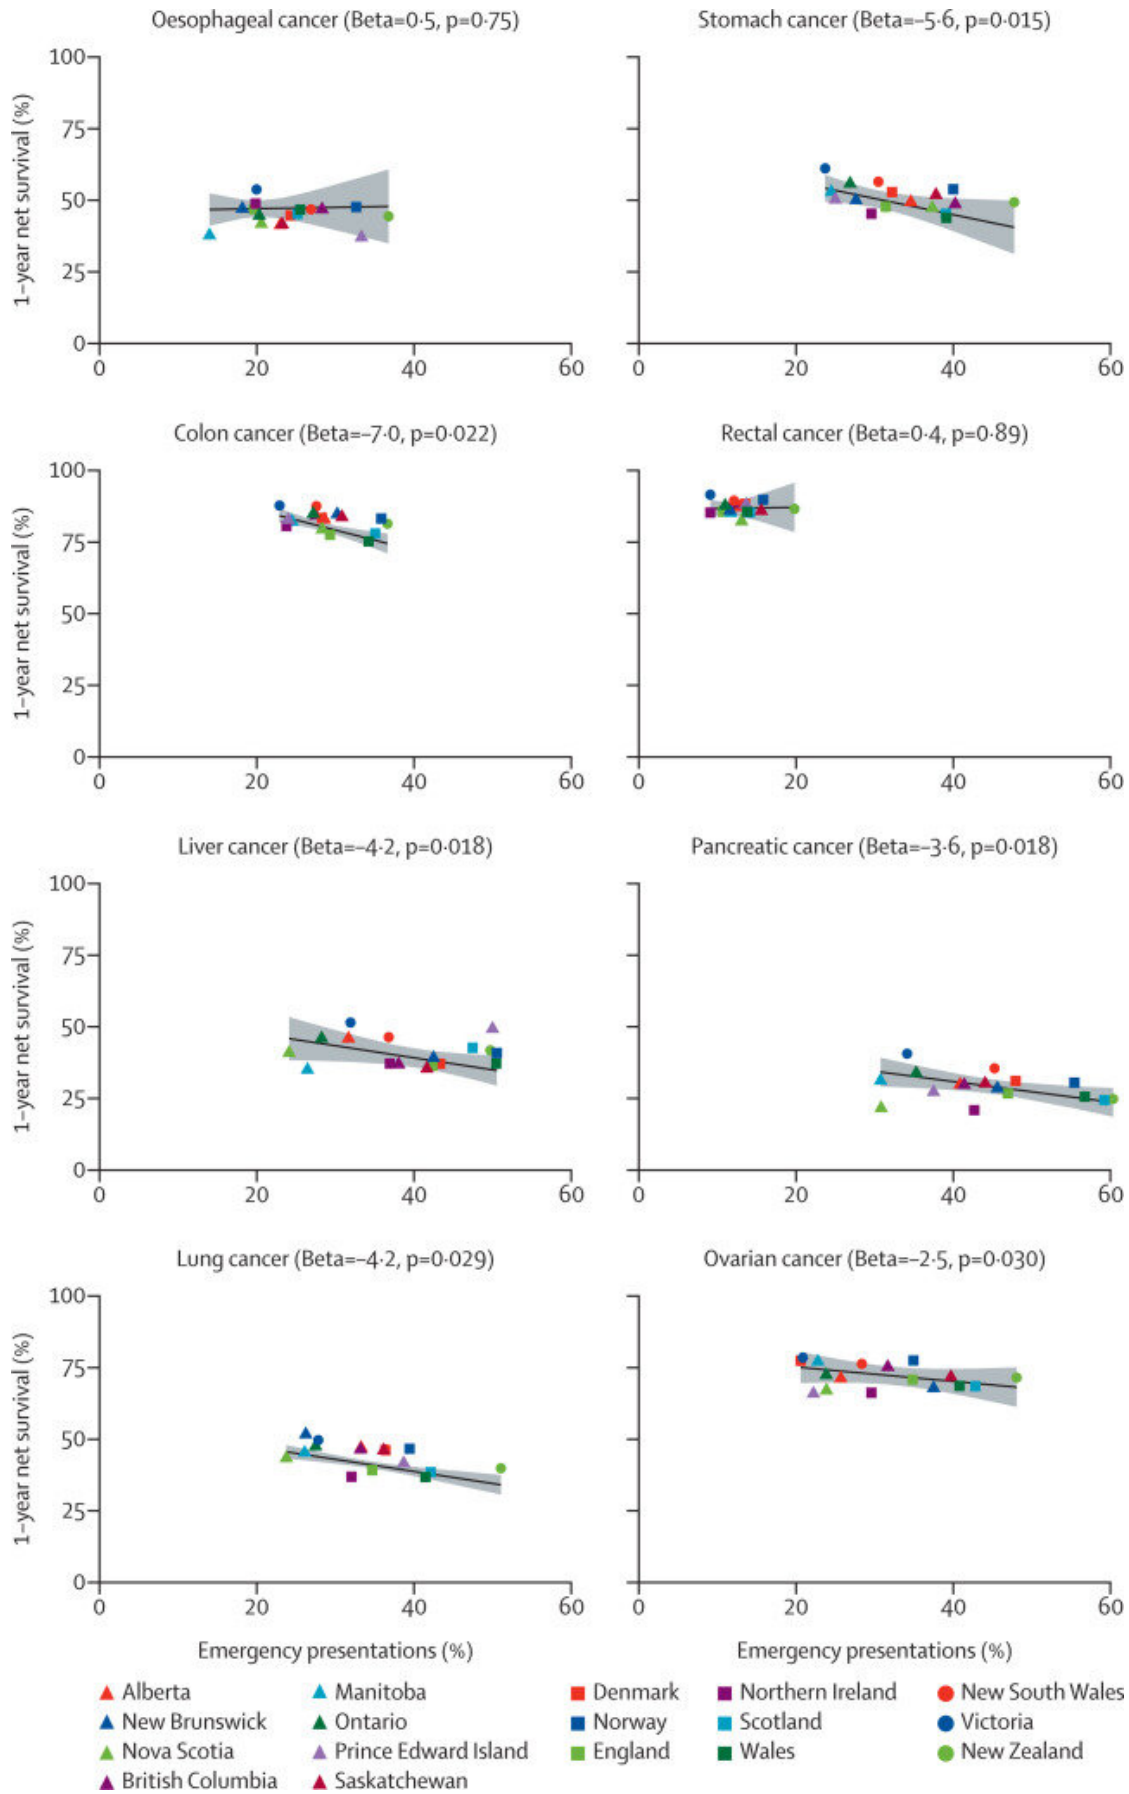 Oesophageal cancer (Beta=0·5, p=0·75)
Stomach cancer (Beta=–5·6, p=0·015)
1–year net survival (%)
100
75
50
25
0
0 20 40 60
0 20 40 60
Colon cancer (Beta=–7·0, p=0·022)
Rectal cancer (Beta=0·4, p=0·89)
1–year net survival (%)
100
75
50
25
0
0 20 40 60
0 20 40 60
Liver cancer (Beta=–4·2, p=0·018)
Pancreatic cancer (Beta=–3·6, p=0·018)
1–year net survival (%)
100
75
50
25
0
0 20 40 60
0 20 40 60
Lung cancer (Beta=–4·2, p=0·029)
Ovarian cancer (Beta=–2·5, p=0·030)
1–year net survival (%)
100
75
50
25
0
0 20 40 60
0 20 40 60
Emergency presentations (%)
Emergency presentations (%)
Alberta
New Brunswick
Nova Scotia
British Columbia
Manitoba
Ontario
Prince Edward Island
Saskatchewan
Denmark
Norway
England
Northern Ireland
Scotland
Wales
New South Wales
Victoria
New Zealand